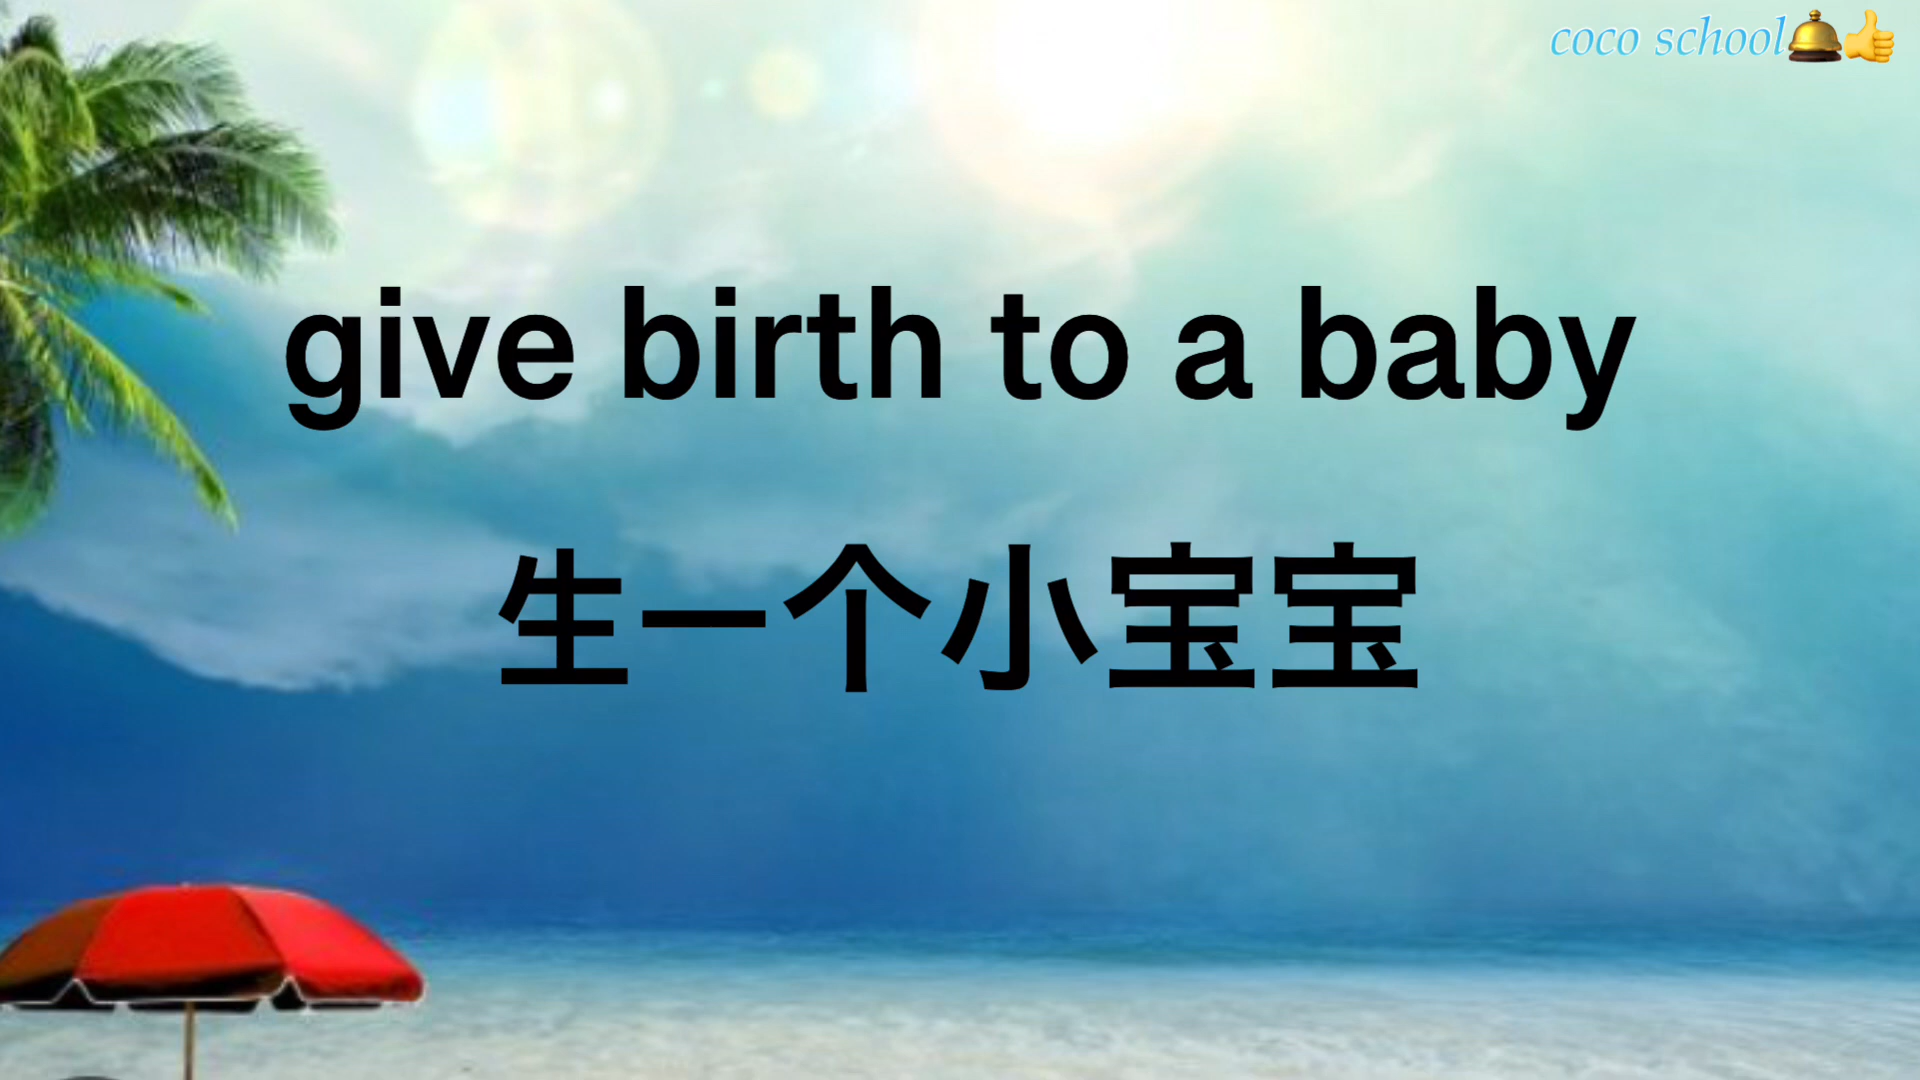 coco school🛎👍
give birth to a baby
生一个小宝宝